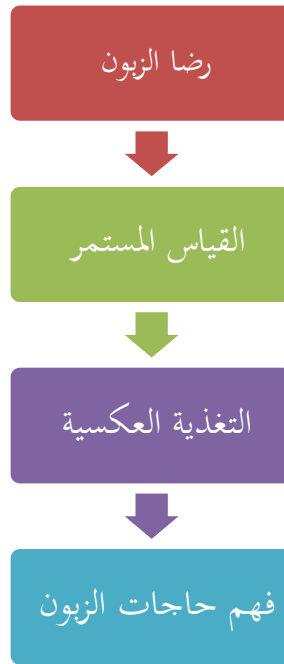 رضا الزبون
القياس المستمر
التغذية العكسية
فهم حاجات الزبون